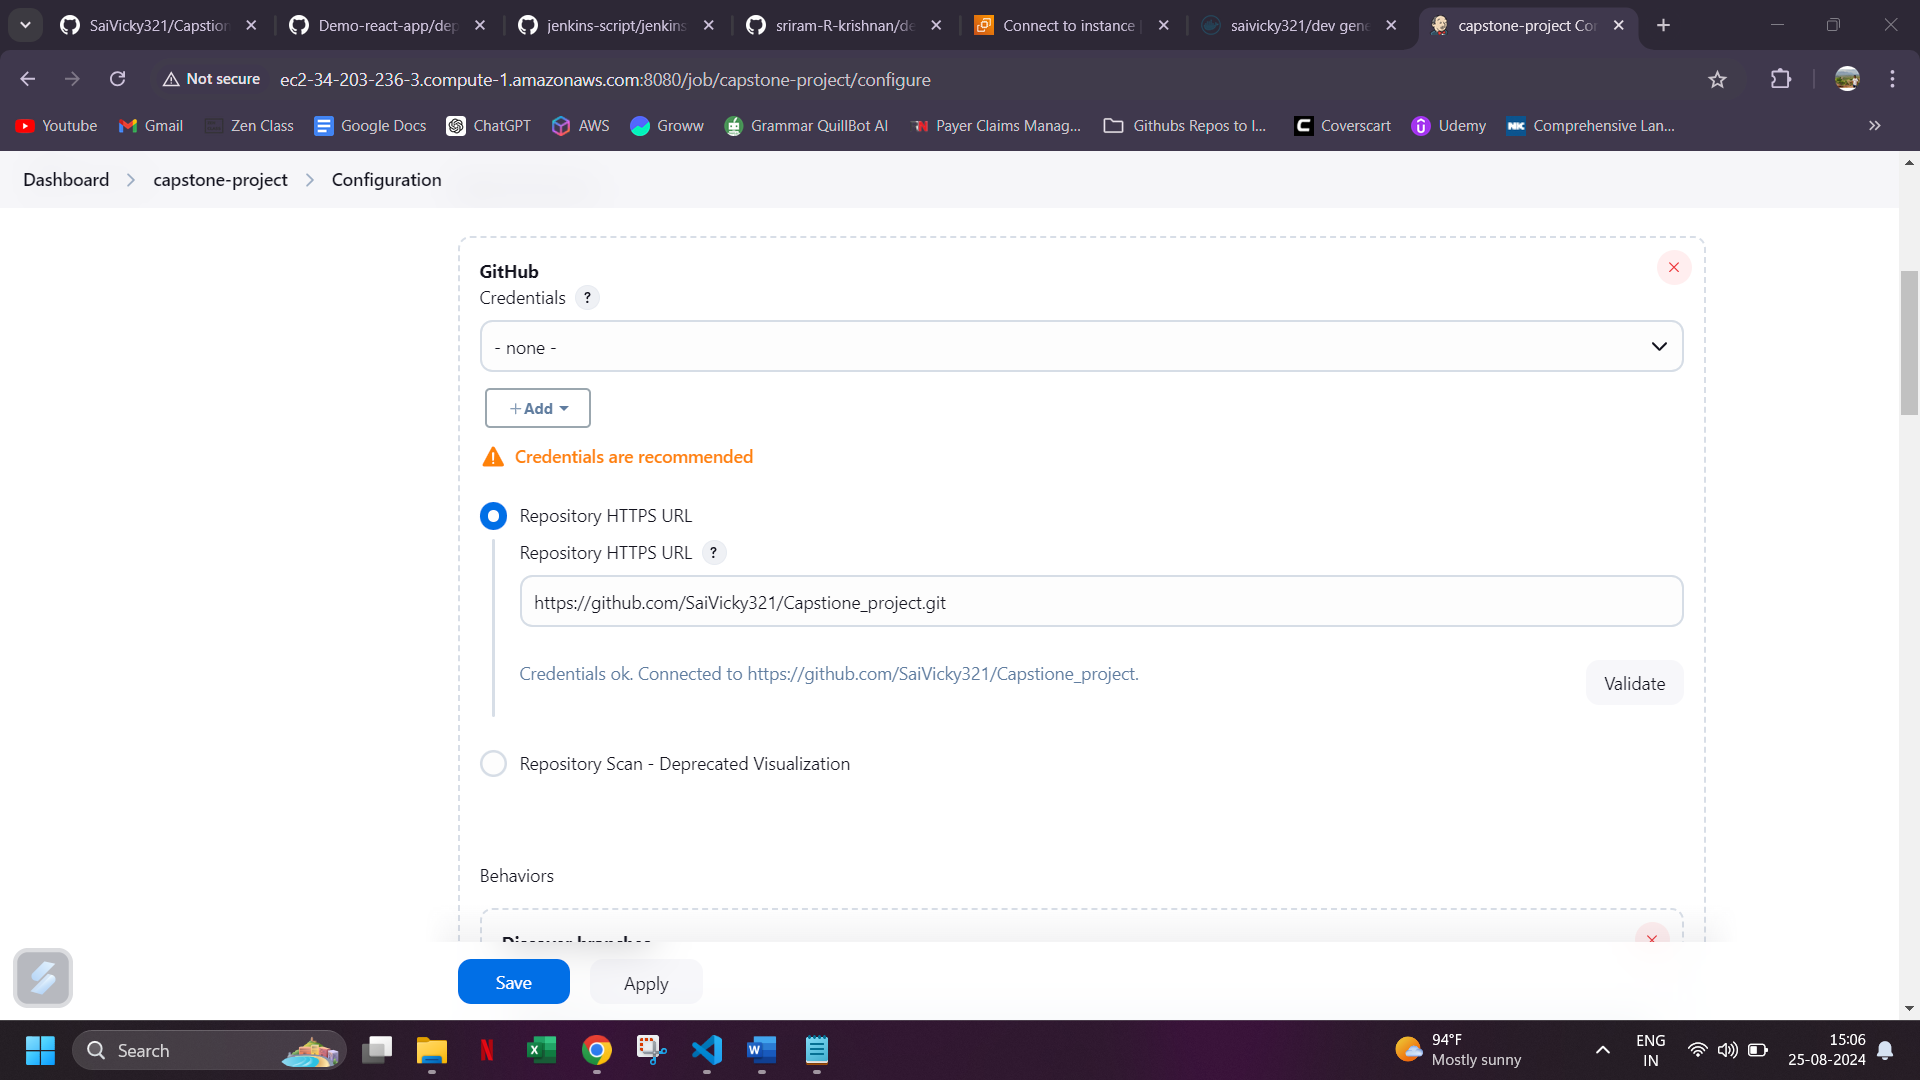 SaiVicky321/Capstion
Demo-react-app/dep
jenkins-script/jenkins
sriram-R-krishnan/de
Connect to instance
saivicky321/dev gene
capstone-project Cor
Not secure
ec2-34-203-236-3.compute-1.amazonaws.com:8080/job/capstone-project/configure
Youtube
Gmail
Zen Class
Google Docs
ChatGPT
AWS
Groww
Grammar QuillBot AI
Payer Claims Manag...
Githubs Repos to I...
Coverscart
Udemy
Comprehensive Lan...
Dashboard
capstone-project
Configuration
GitHub
Credentials ?
- none -
+ Add
Credentials are recommended
Repository HTTPS URL
Repository HTTPS URL ?
https://github.com/SaiVicky321/Capstione_project.git
Credentials ok. Connected to https://github.com/SaiVicky321/Capstione_project.
Validate
Repository Scan - Deprecated Visualization
Behaviors
Discover branches
Save
Apply
Search
94°F
Mostly sunny
ENG
IN
15:06
25-08-2024